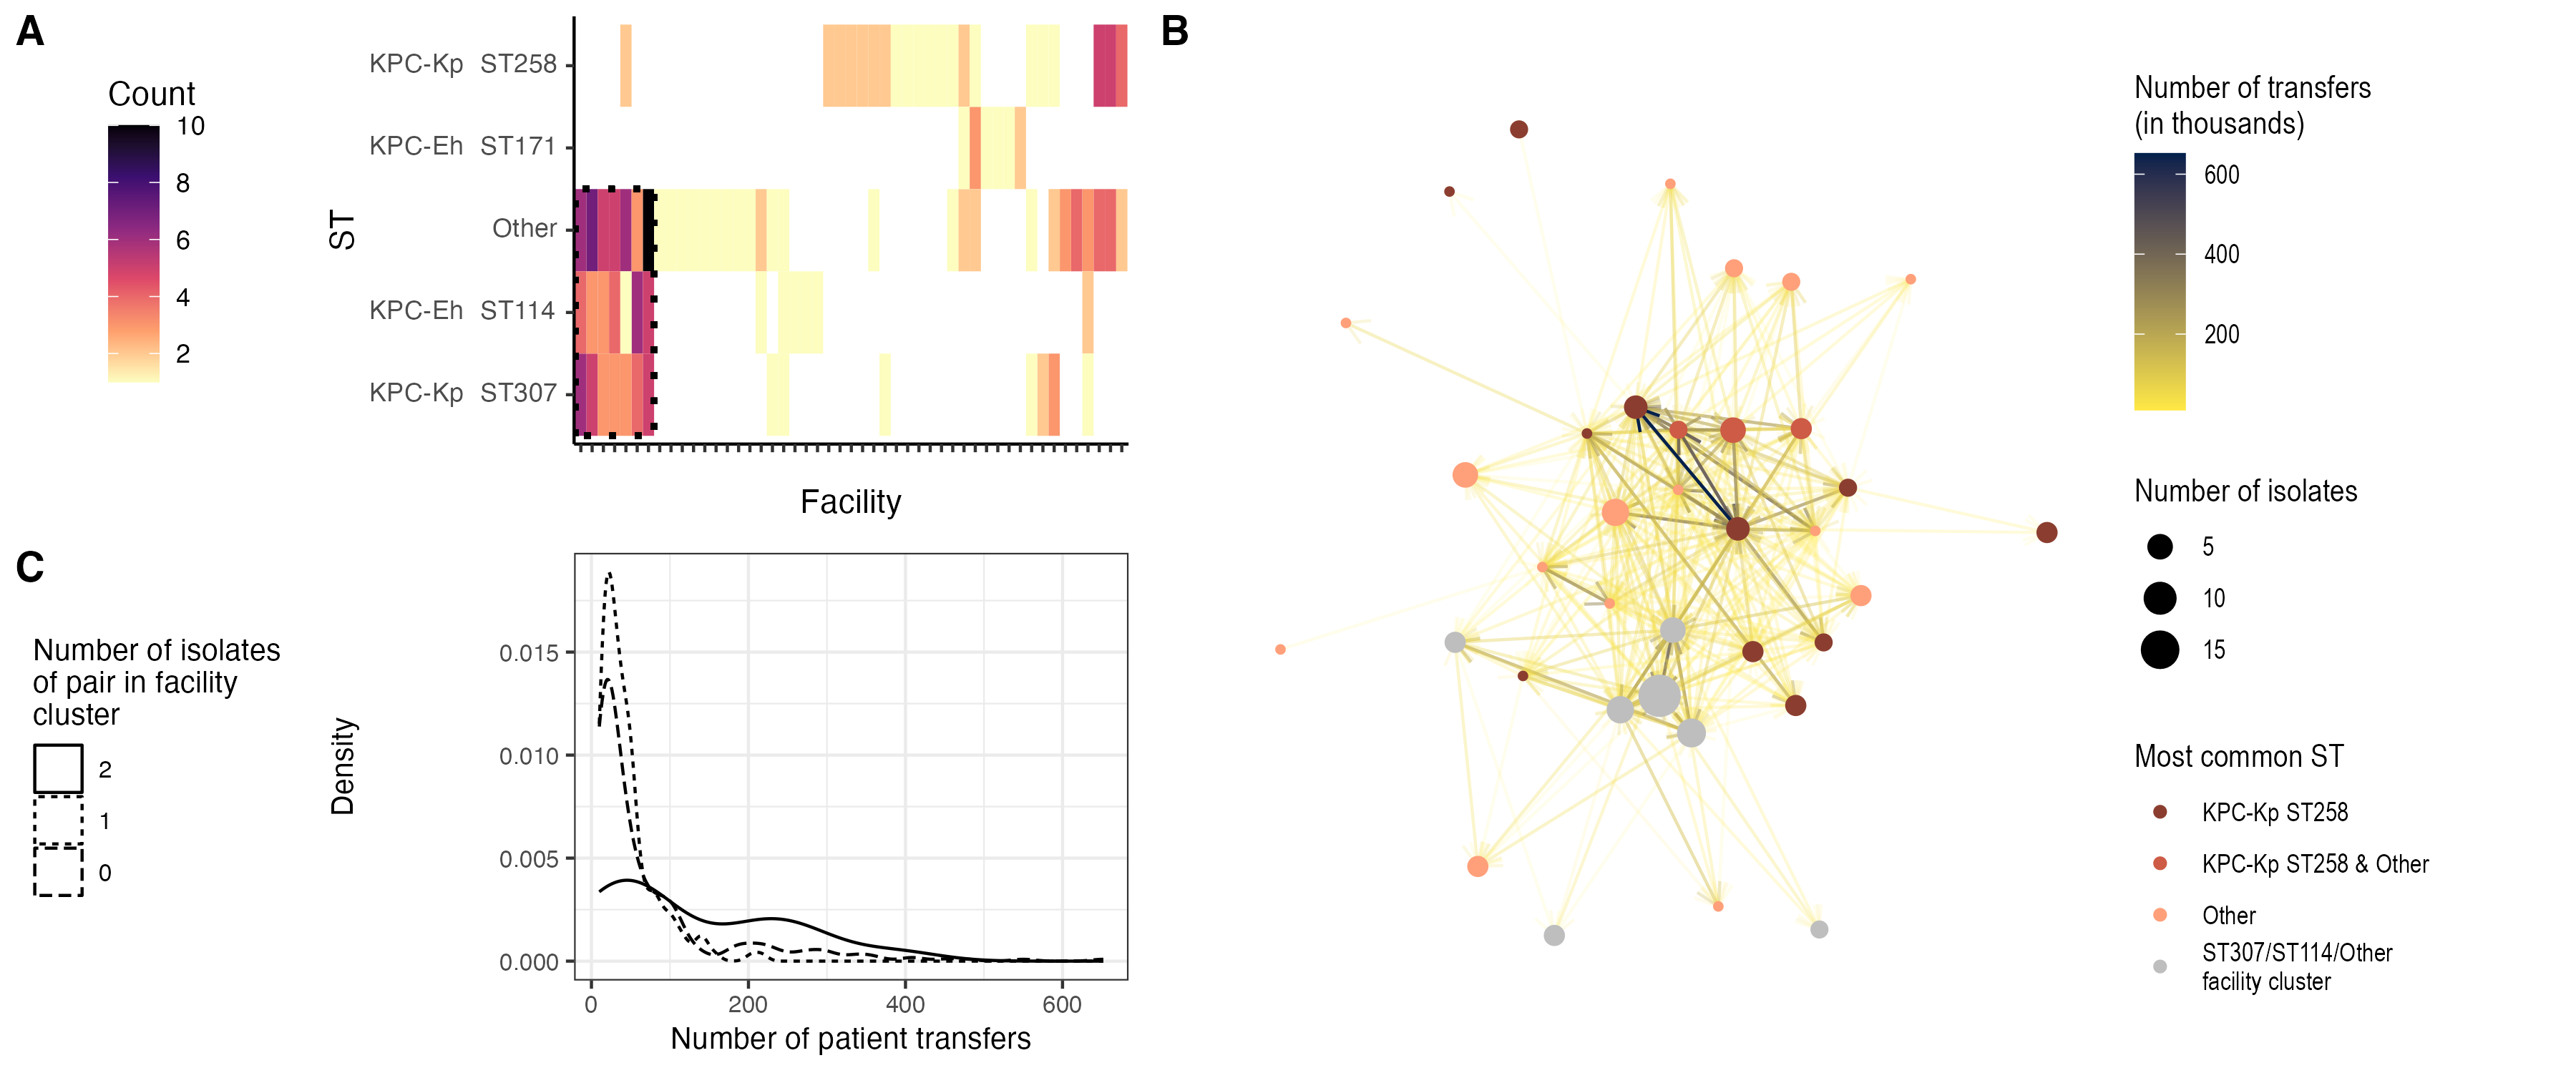 A
Count
10
8
6
4
2
ST
KPC-Kp ST258
KPC-Eh ST171
Other
KPC-Eh ST114
KPC-Kp ST307
Facility
B
Number of transfers
(in thousands)
600
400
200
Number of isolates
5
10
15
Most common ST
KPC-Kp ST258
KPC-Kp ST258 & Other
Other
ST307/ST114/Other
facility cluster
C
Number of isolates
of pair in facility
cluster
2
1
0
Density
0.015
0.010
0.005
0.000
0 200 400 600
Number of patient transfers